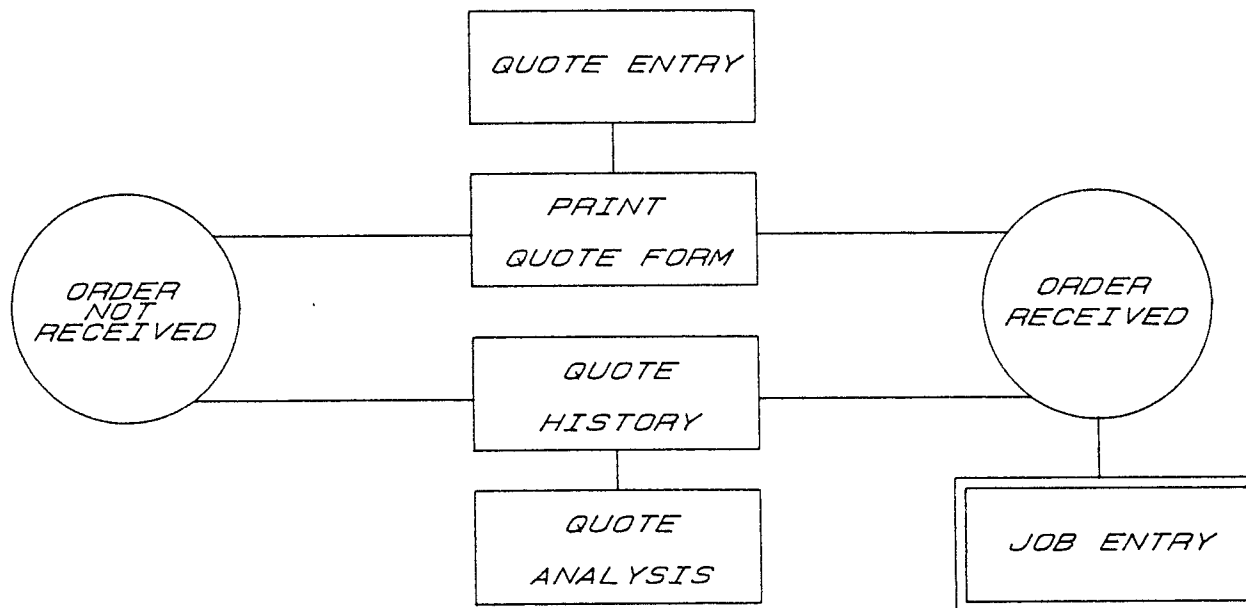 QUOTE ENTRY
PRINT
QUOTE FORM
ORDER
NOT
RECEIVED
ORDER
RECEIVED
QUOTE
HISTORY
QUOTE
ANALYSIS
JOB ENTRY